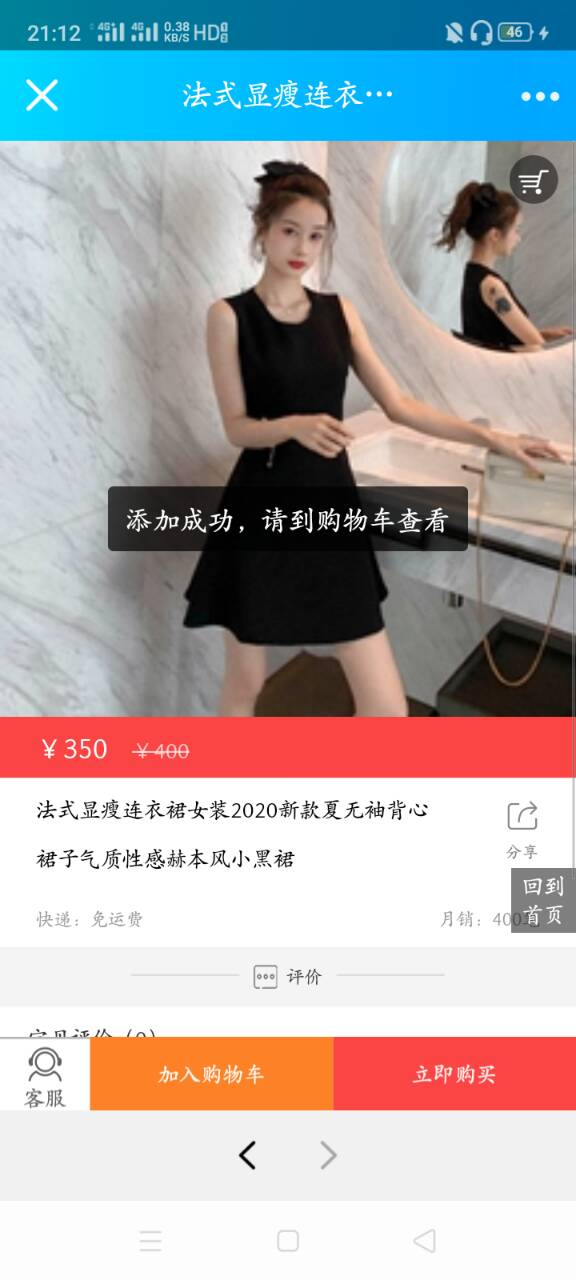 21:12 4G+ 4G 0.38 KB/S HD 1 2 46
法式显瘦连衣…
添加成功，请到购物车查看
￥350 ￥400
法式显瘦连衣裙女装2020新款夏无袖背心
裙子气质性感赫本风小黑裙
分享
回到
首页
快递：免运费 月销：400
评价
客服
加入购物车
立即购买